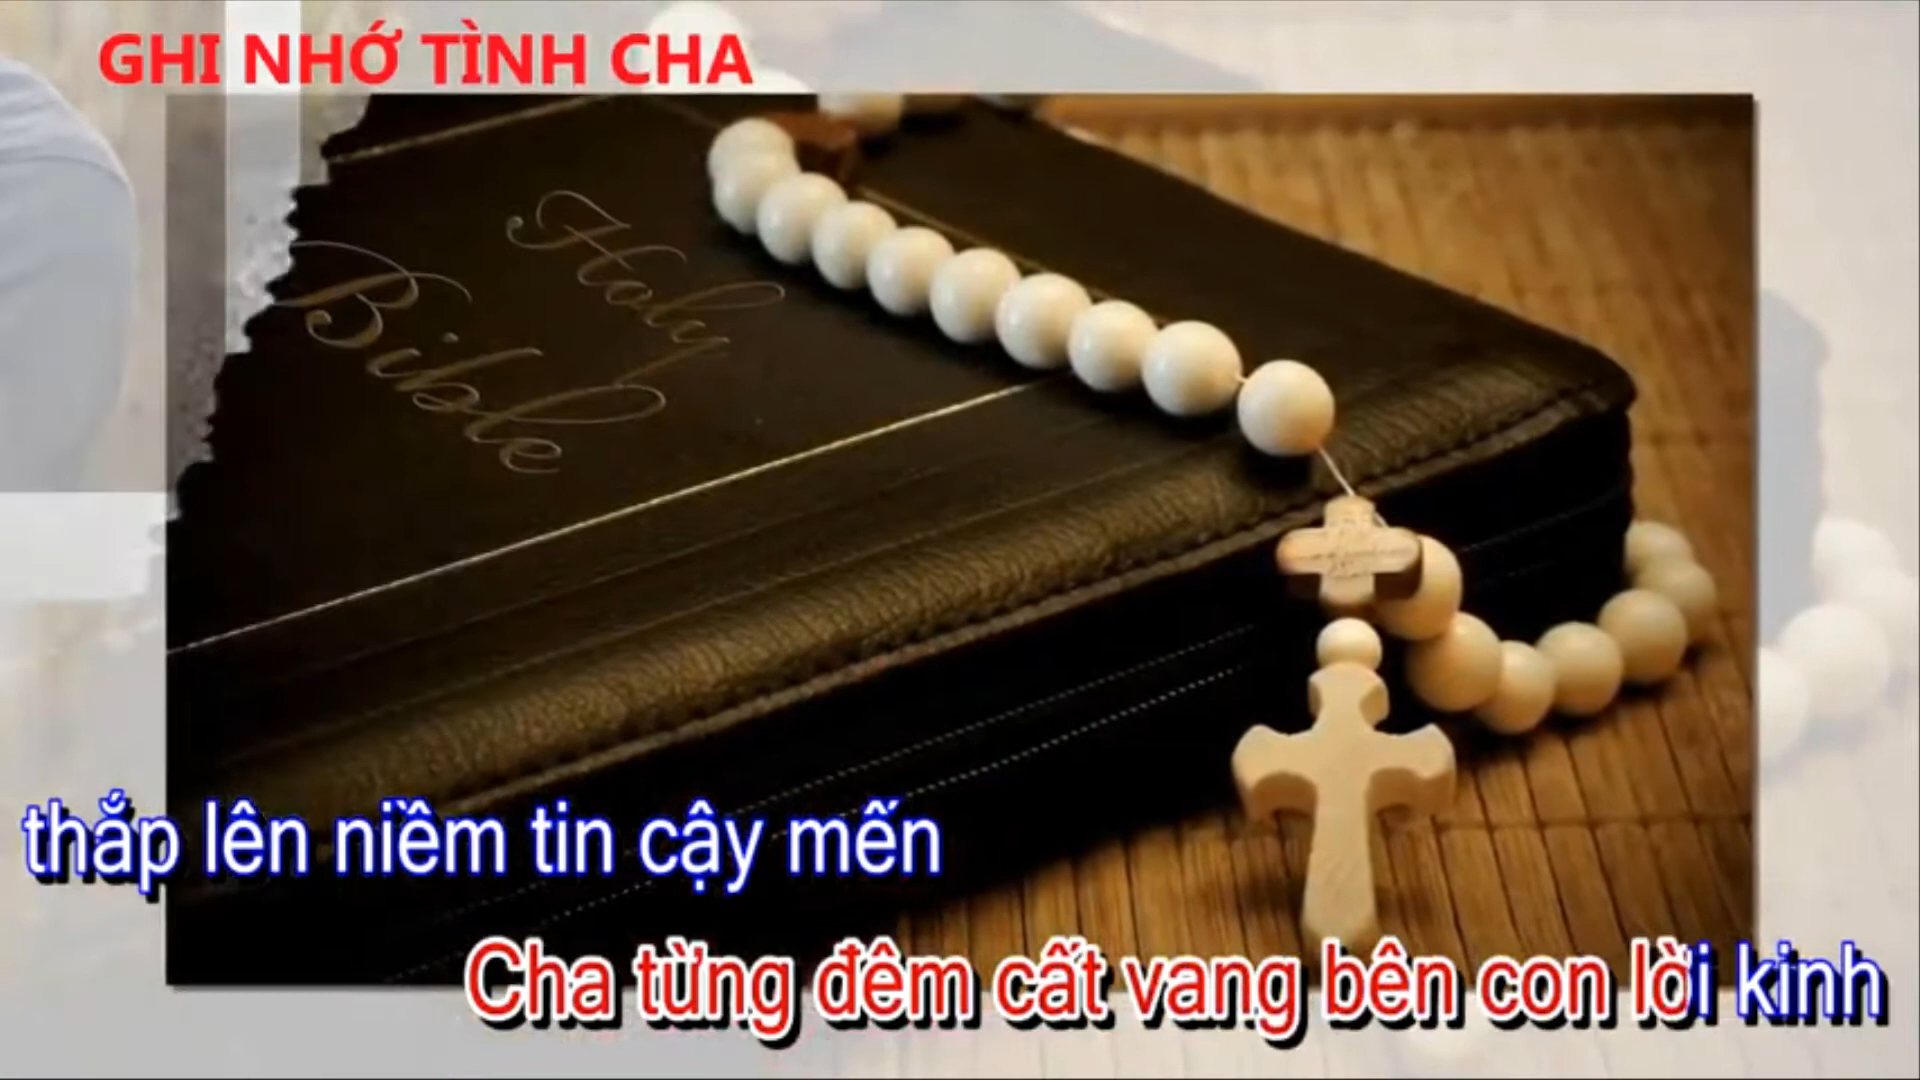 GHI NHỚ TÌNH CHA
Holy
Bible
thắp lên niềm tin cậy mến
Cha từng đêm cất vang bên con lời kinh